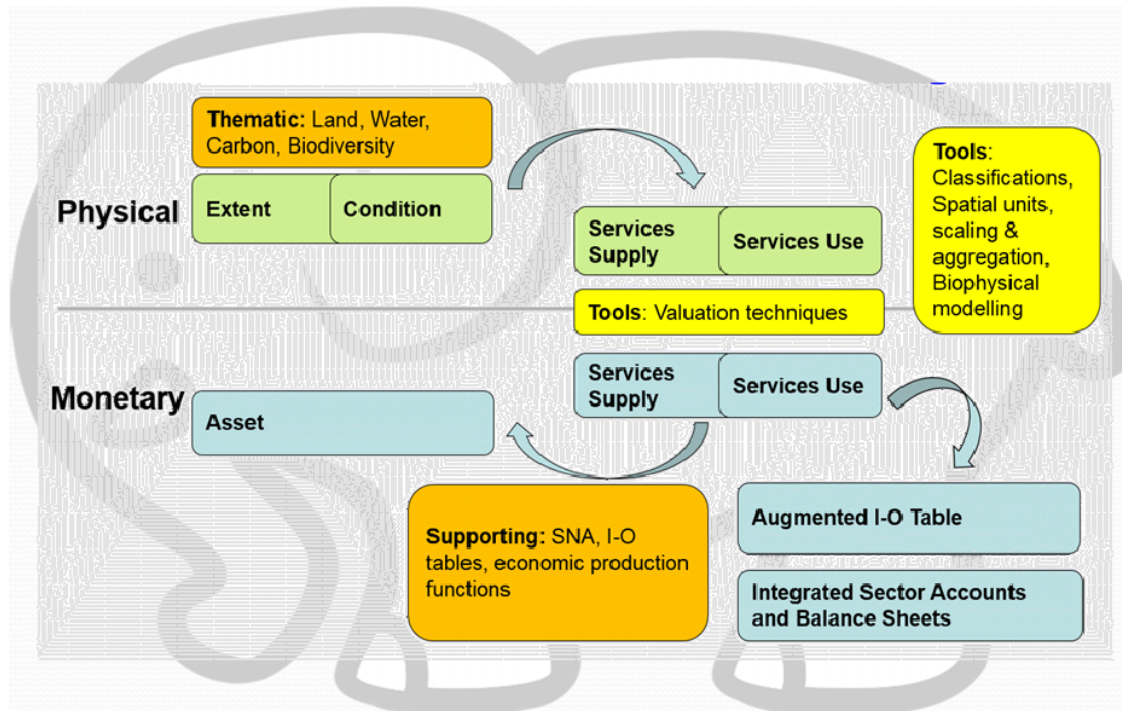 Thematic: Land, Water,
Carbon, Biodiversity
Physical
Extent
Condition
Services
Supply
Services Use
Tools:
Classifications,
Spatial units,
scaling &
aggregation,
Biophysical
modelling
Tools: Valuation techniques
Monetary
Services
Supply
Services Use
Asset
Supporting: SNA, I-O
tables, economic production
functions
Augmented I-O Table
Integrated Sector Accounts
and Balance Sheets